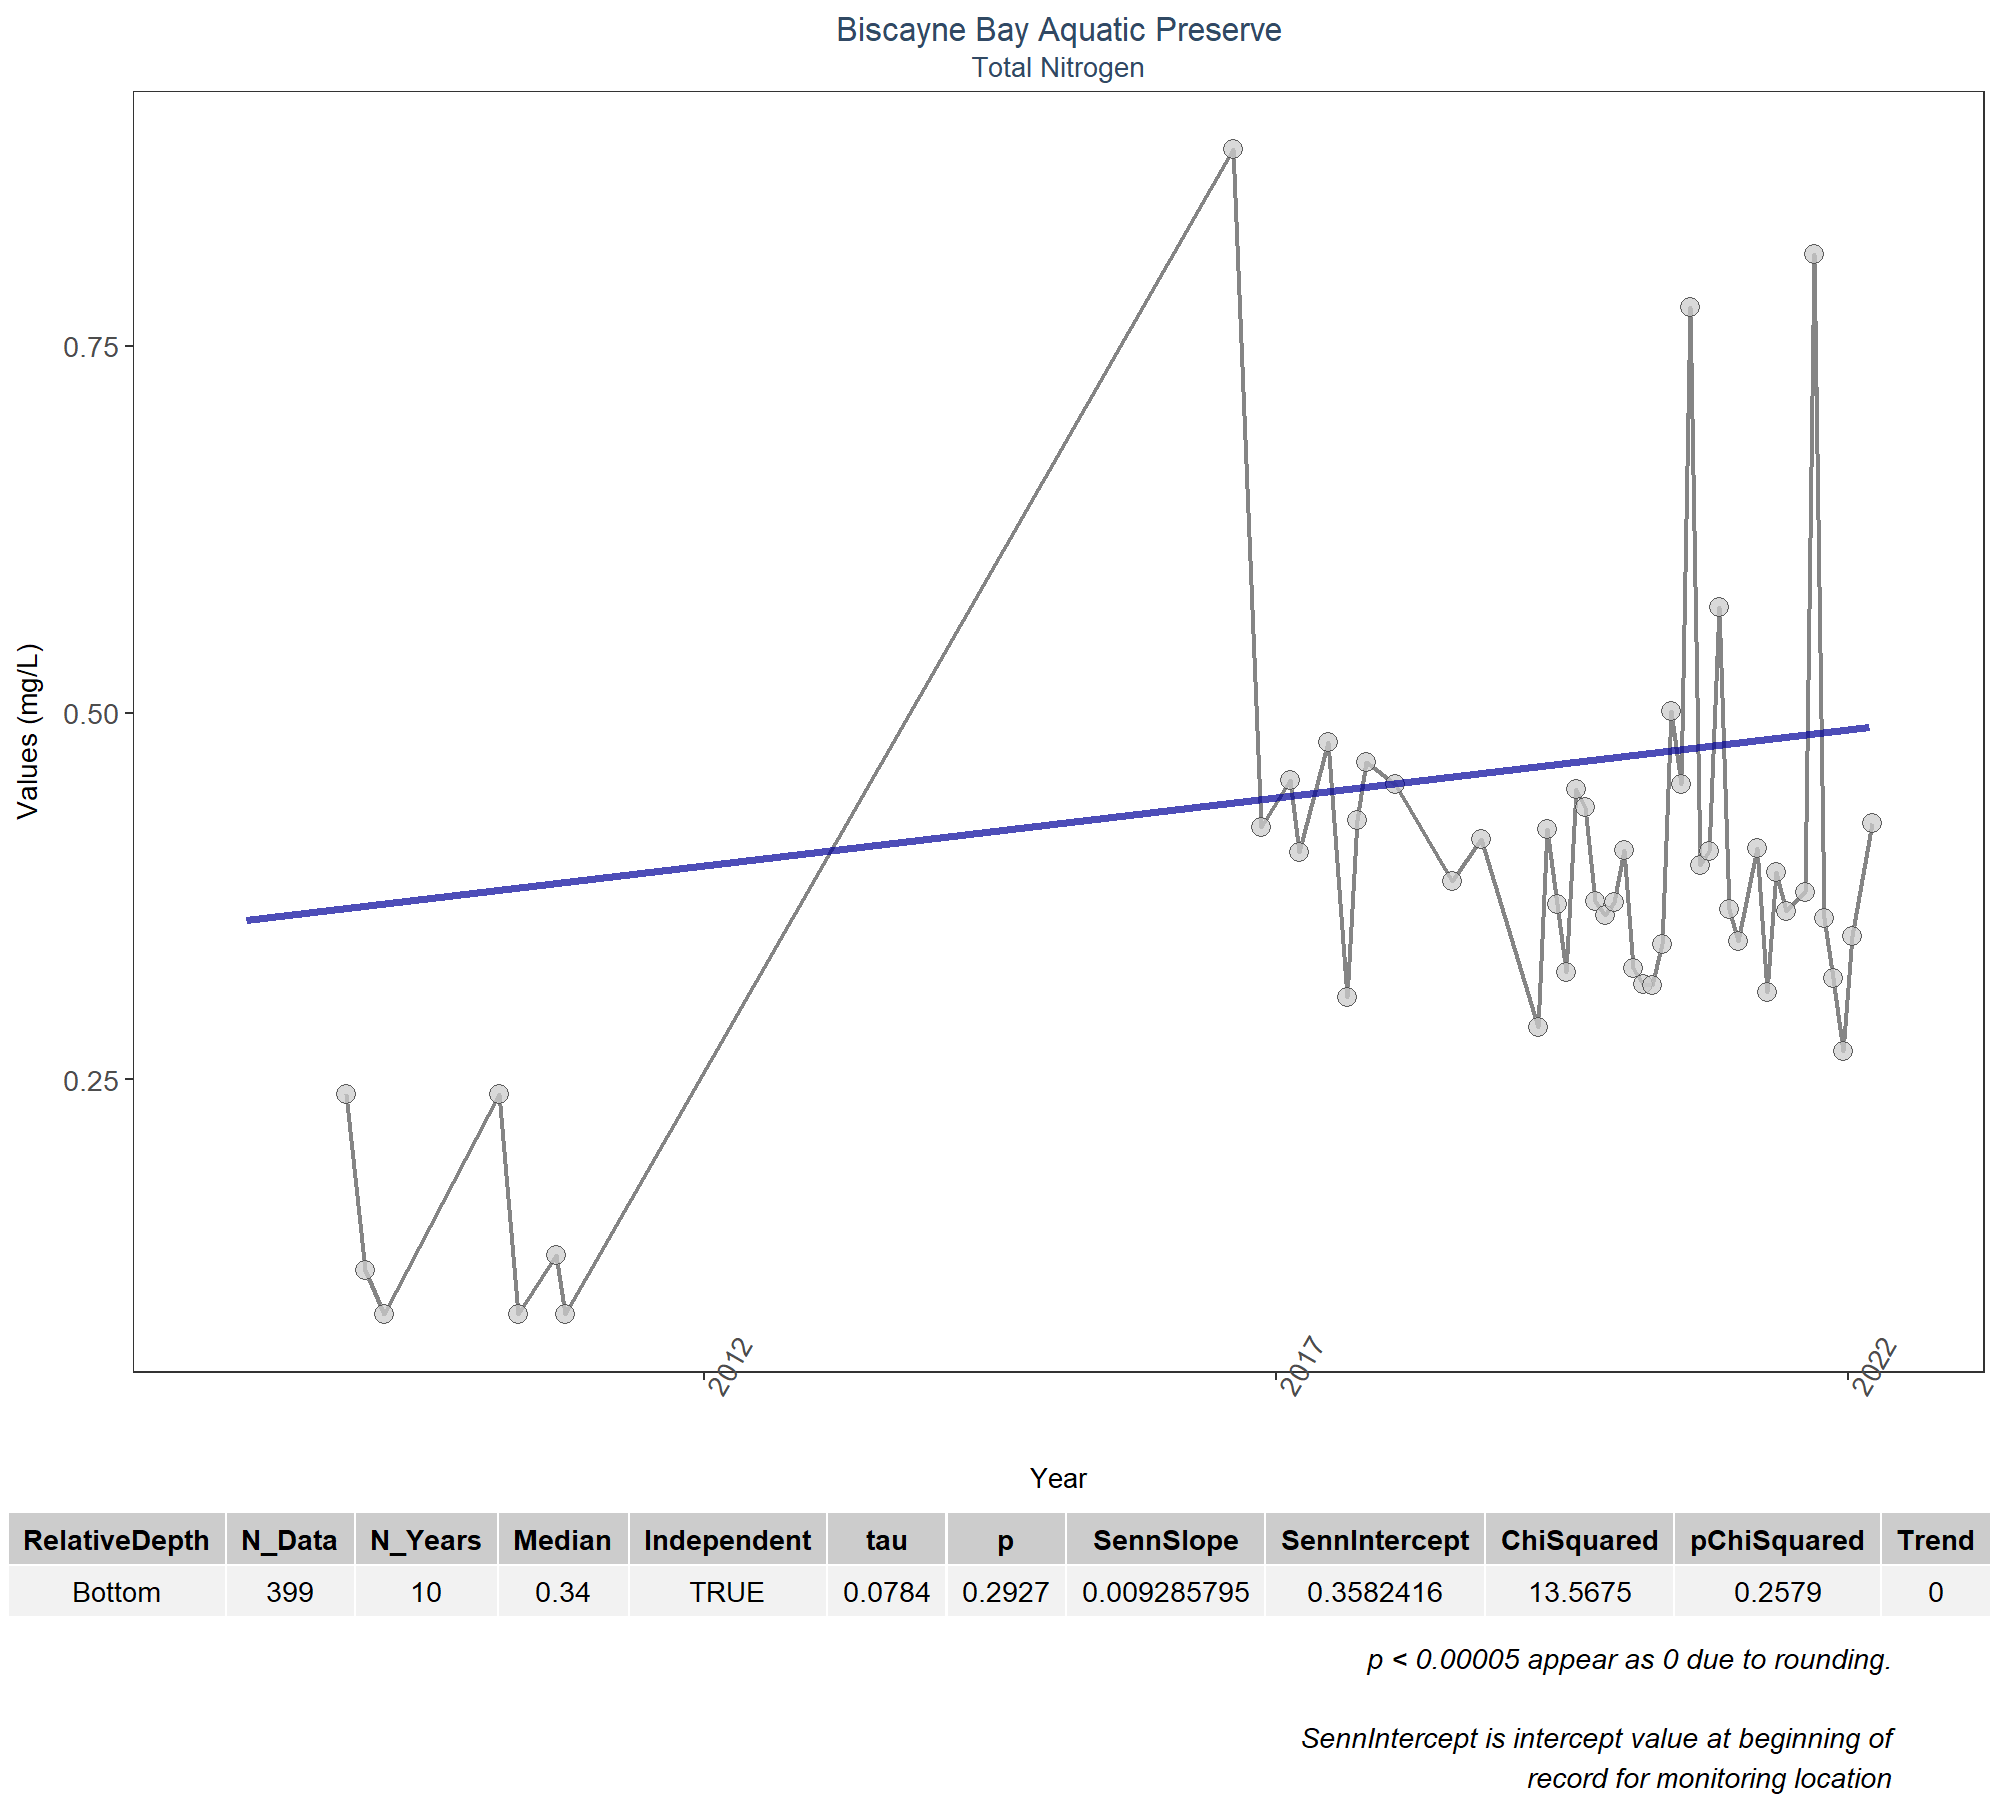 Biscayne Bay Aquatic Preserve
Total Nitrogen
0.75
0.50
0.25
Values (mg/L)
2012
2017
2022
Year
RelativeDepth N_Data N_Years Median Independent tau p SennSlope SennIntercept ChiSquared pChiSquared Trend
Bottom 399 10 0.34 TRUE 0.0784 0.2927 0.009285795 0.3582416 13.5675 0.2579 0
p < 0.00005 appear as 0 due to rounding.
SennIntercept is intercept value at beginning of
record for monitoring location